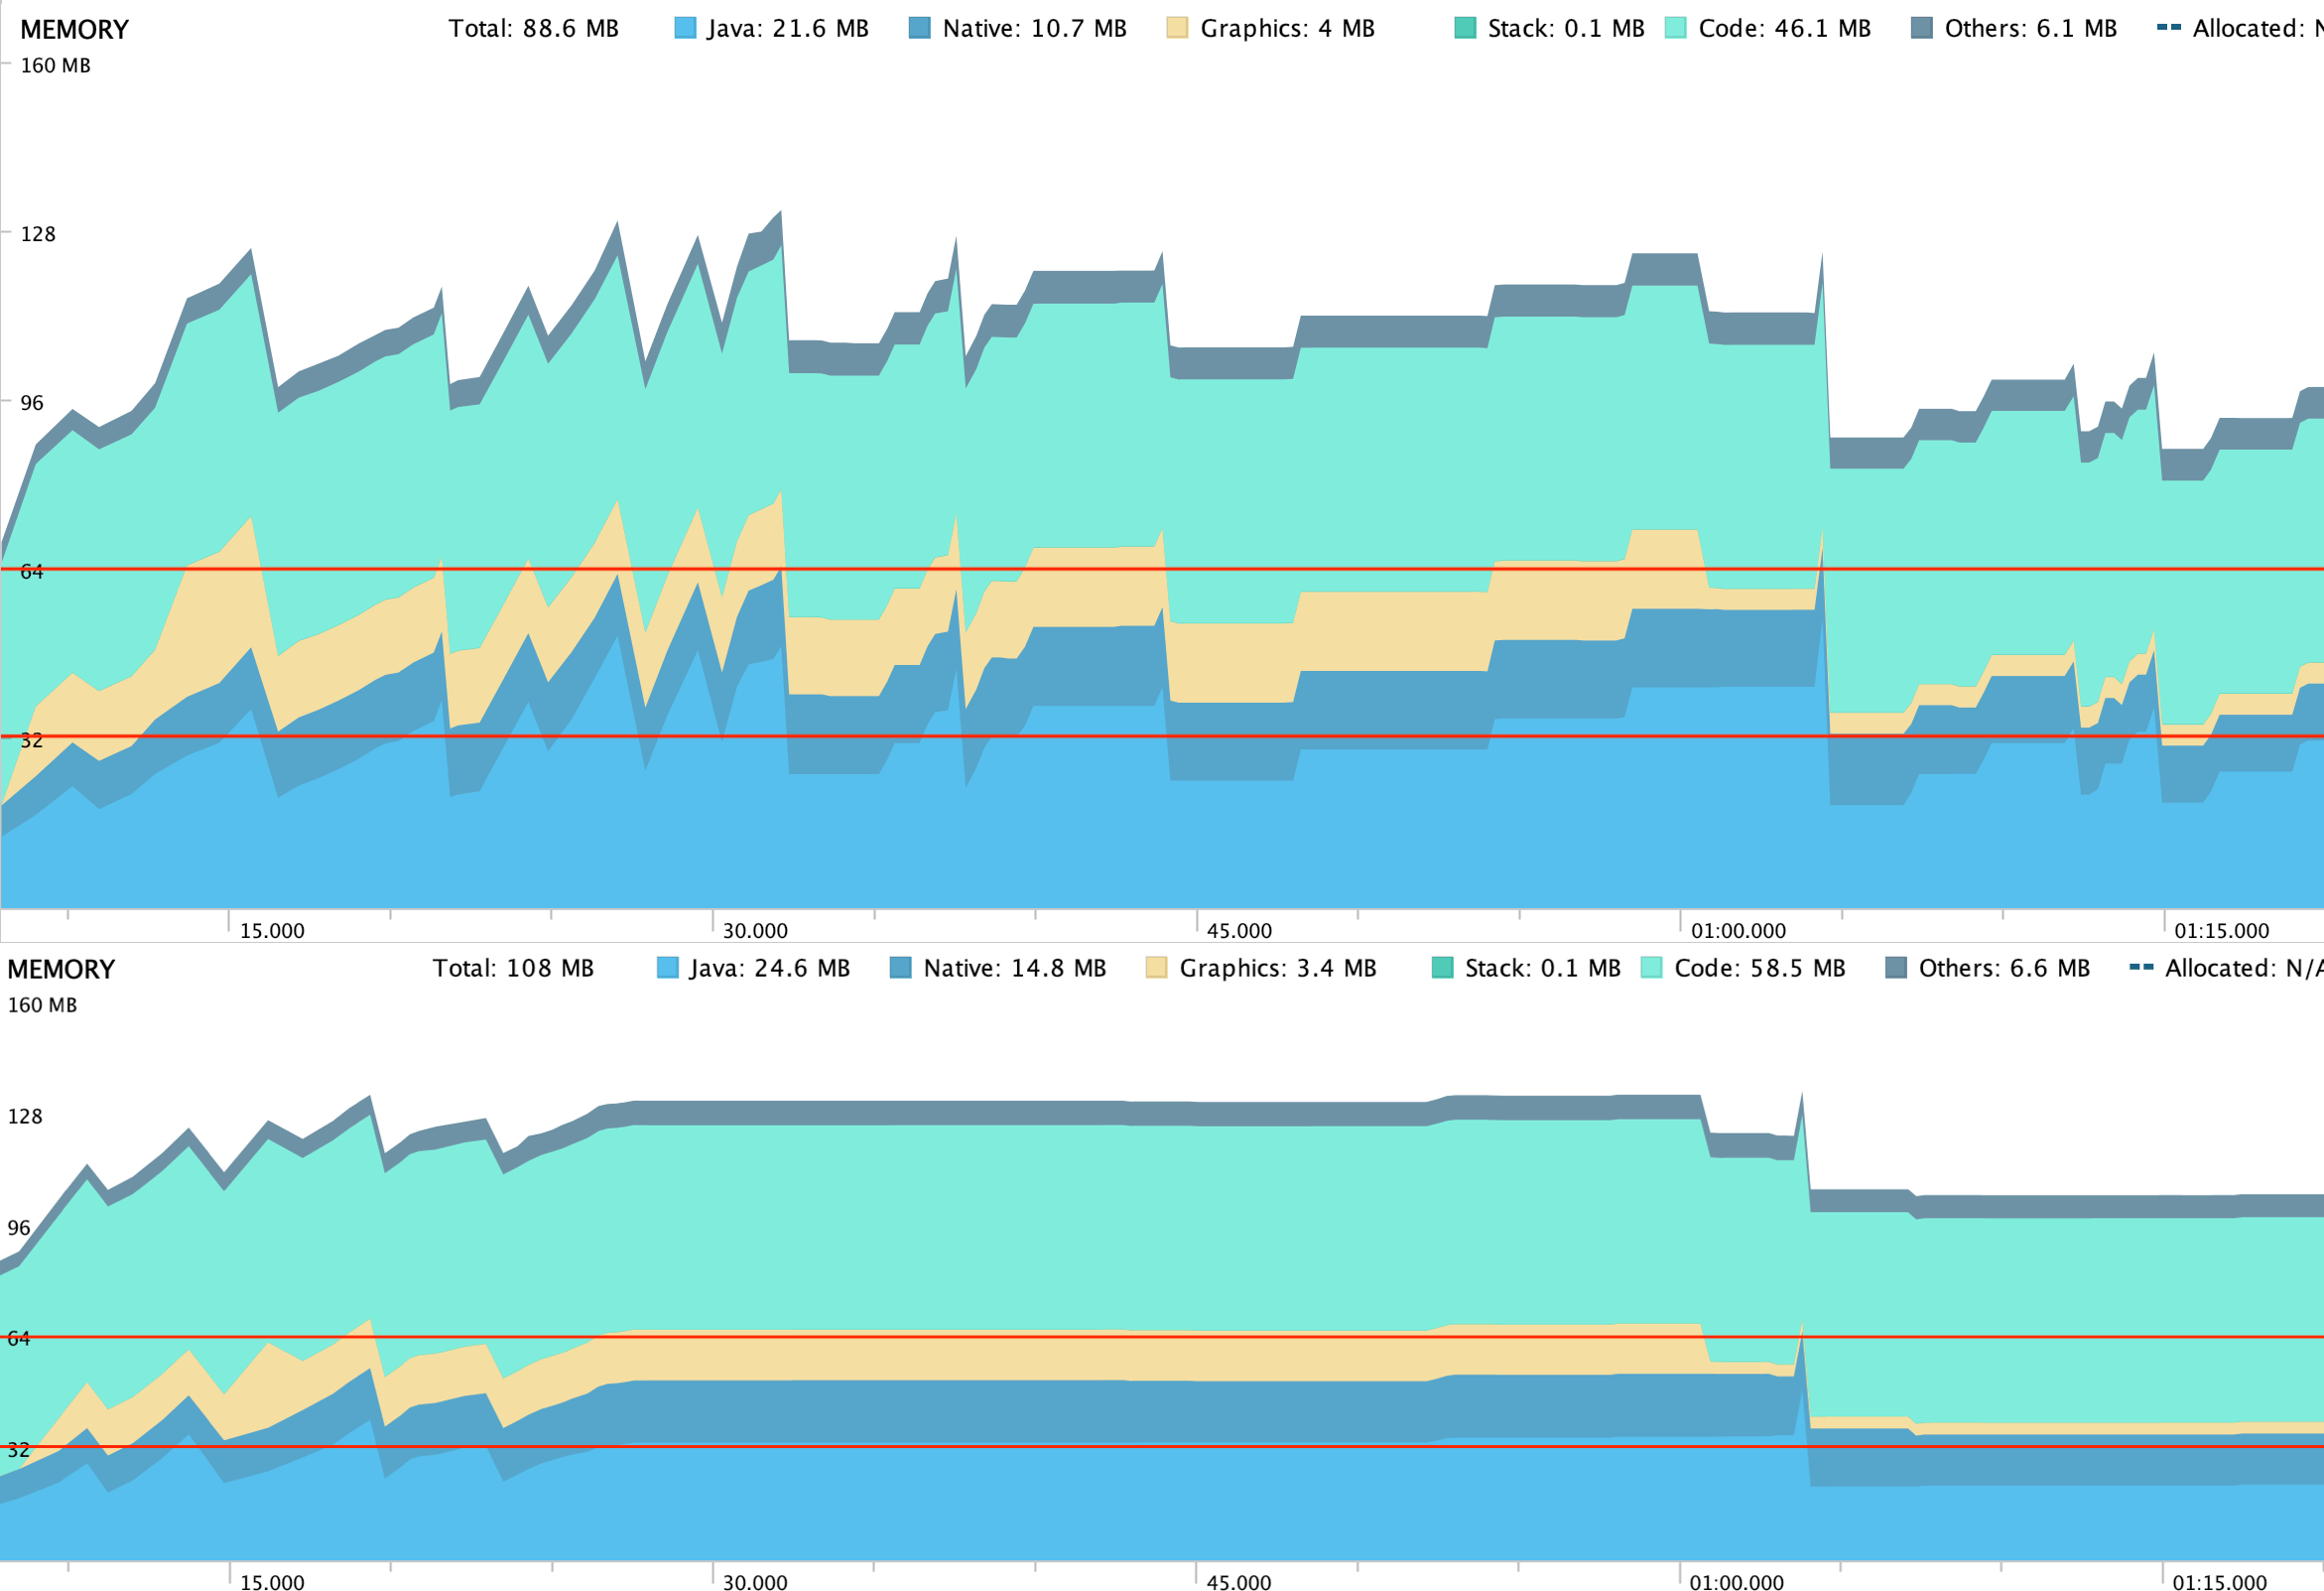 MEMORY Total: 88.6 MB Java: 21.6 MB Native: 10.7 MB Graphics: 4 MB Stack: 0.1 MB Code: 46.1 MB Others: 6.1 MB Allocated: N
160 MB
128
96
64
32
15.000 30.000 45.000 01:00.000 01:15.000
MEMORY Total: 108 MB Java: 24.6 MB Native: 14.8 MB Graphics: 3.4 MB Stack: 0.1 MB Code: 58.5 MB Others: 6.6 MB Allocated: N/A
160 MB
128
96
64
32
15.000 30.000 45.000 01:00.000 01:15.000